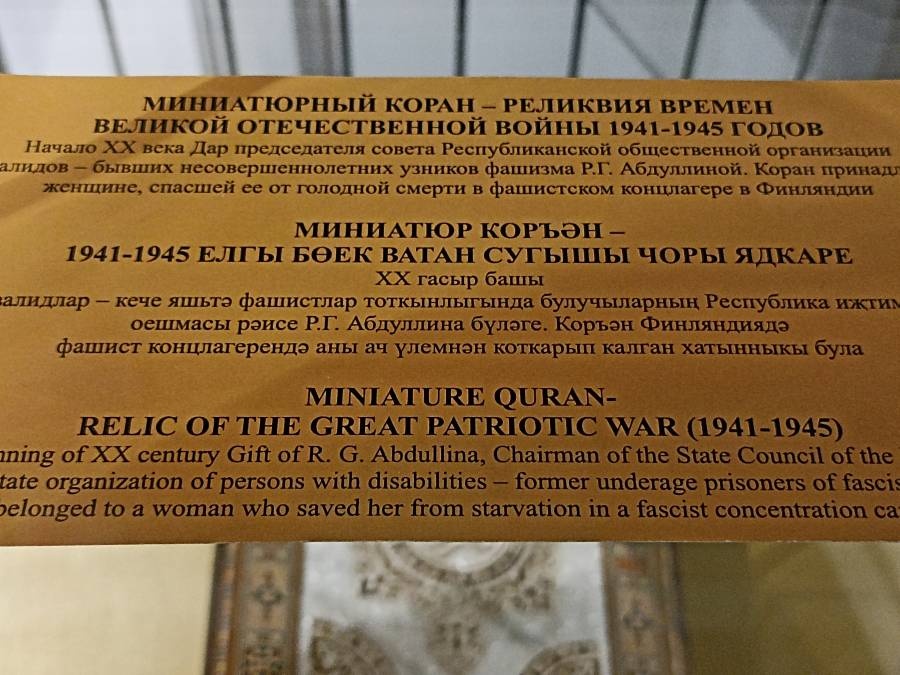 МИНИАТЮРНЫЙ КОРАН – РЕЛИКВИЯ ВРЕМЕН
ВЕЛИКОЙ ОТЕЧЕСТВЕННОЙ ВОЙНЫ 1941-1945 ГОДОВ
Начало XX века Дар председателя совета Республиканской общественной организации
алидов – бывших несовершеннолетних узников фашизма Р.Г. Абдуллиной. Коран принадл
женщине, спасшей ее от голодной смерти в фашистском концлагере в Финляндии
МИНИАТЮР КОРЪӘН –
1941-1945 ЕЛГЫ БӨЕК ВАТАН СУГЫШЫ ЧОРЫ ЯДКАРЕ
XX гасыр башы
валидлар – кече яшьтә фашистлар тоткынлыгында булучыларның Республика иҗтим
оешмасы рәисе Р.Г. Абдуллина бүләге. Коръән Финляндиядә
фашист концлагерендә аны ач үлемнән коткарып калган хатынныкы була
MINIATURE QURAN-
RELIC OF THE GREAT PATRIOTIC WAR (1941-1945)
nning of XX century Gift of R. G. Abdullina, Chairman of the State Council of the
tate organization of persons with disabilities – former underage prisoners of fascis
belonged to a woman who saved her from starvation in a fascist concentration ca